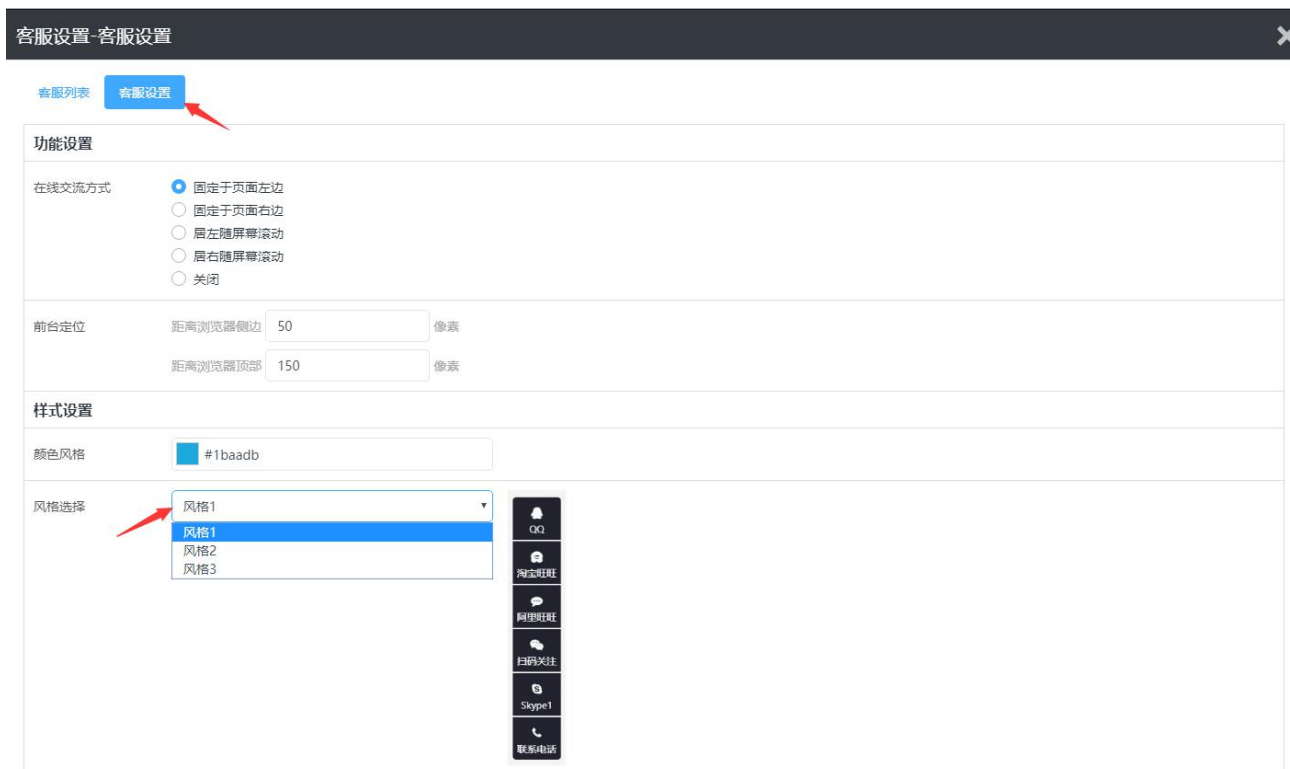 客服设置-客服设置
客服列表 客服设置
功能设置
在线交流方式 固定于页面左边
固定于页面右边
居左随屏幕滚动
居右随屏幕滚动
关闭
前台定位 距离浏览器侧边 50 像素
距离浏览器顶部 150 像素
样式设置
颜色风格 #1baadb
风格选择 风格1
风格1
风格2
风格3
QQ
淘宝旺旺
阿里旺旺
扫码关注
Skype1
联系电话